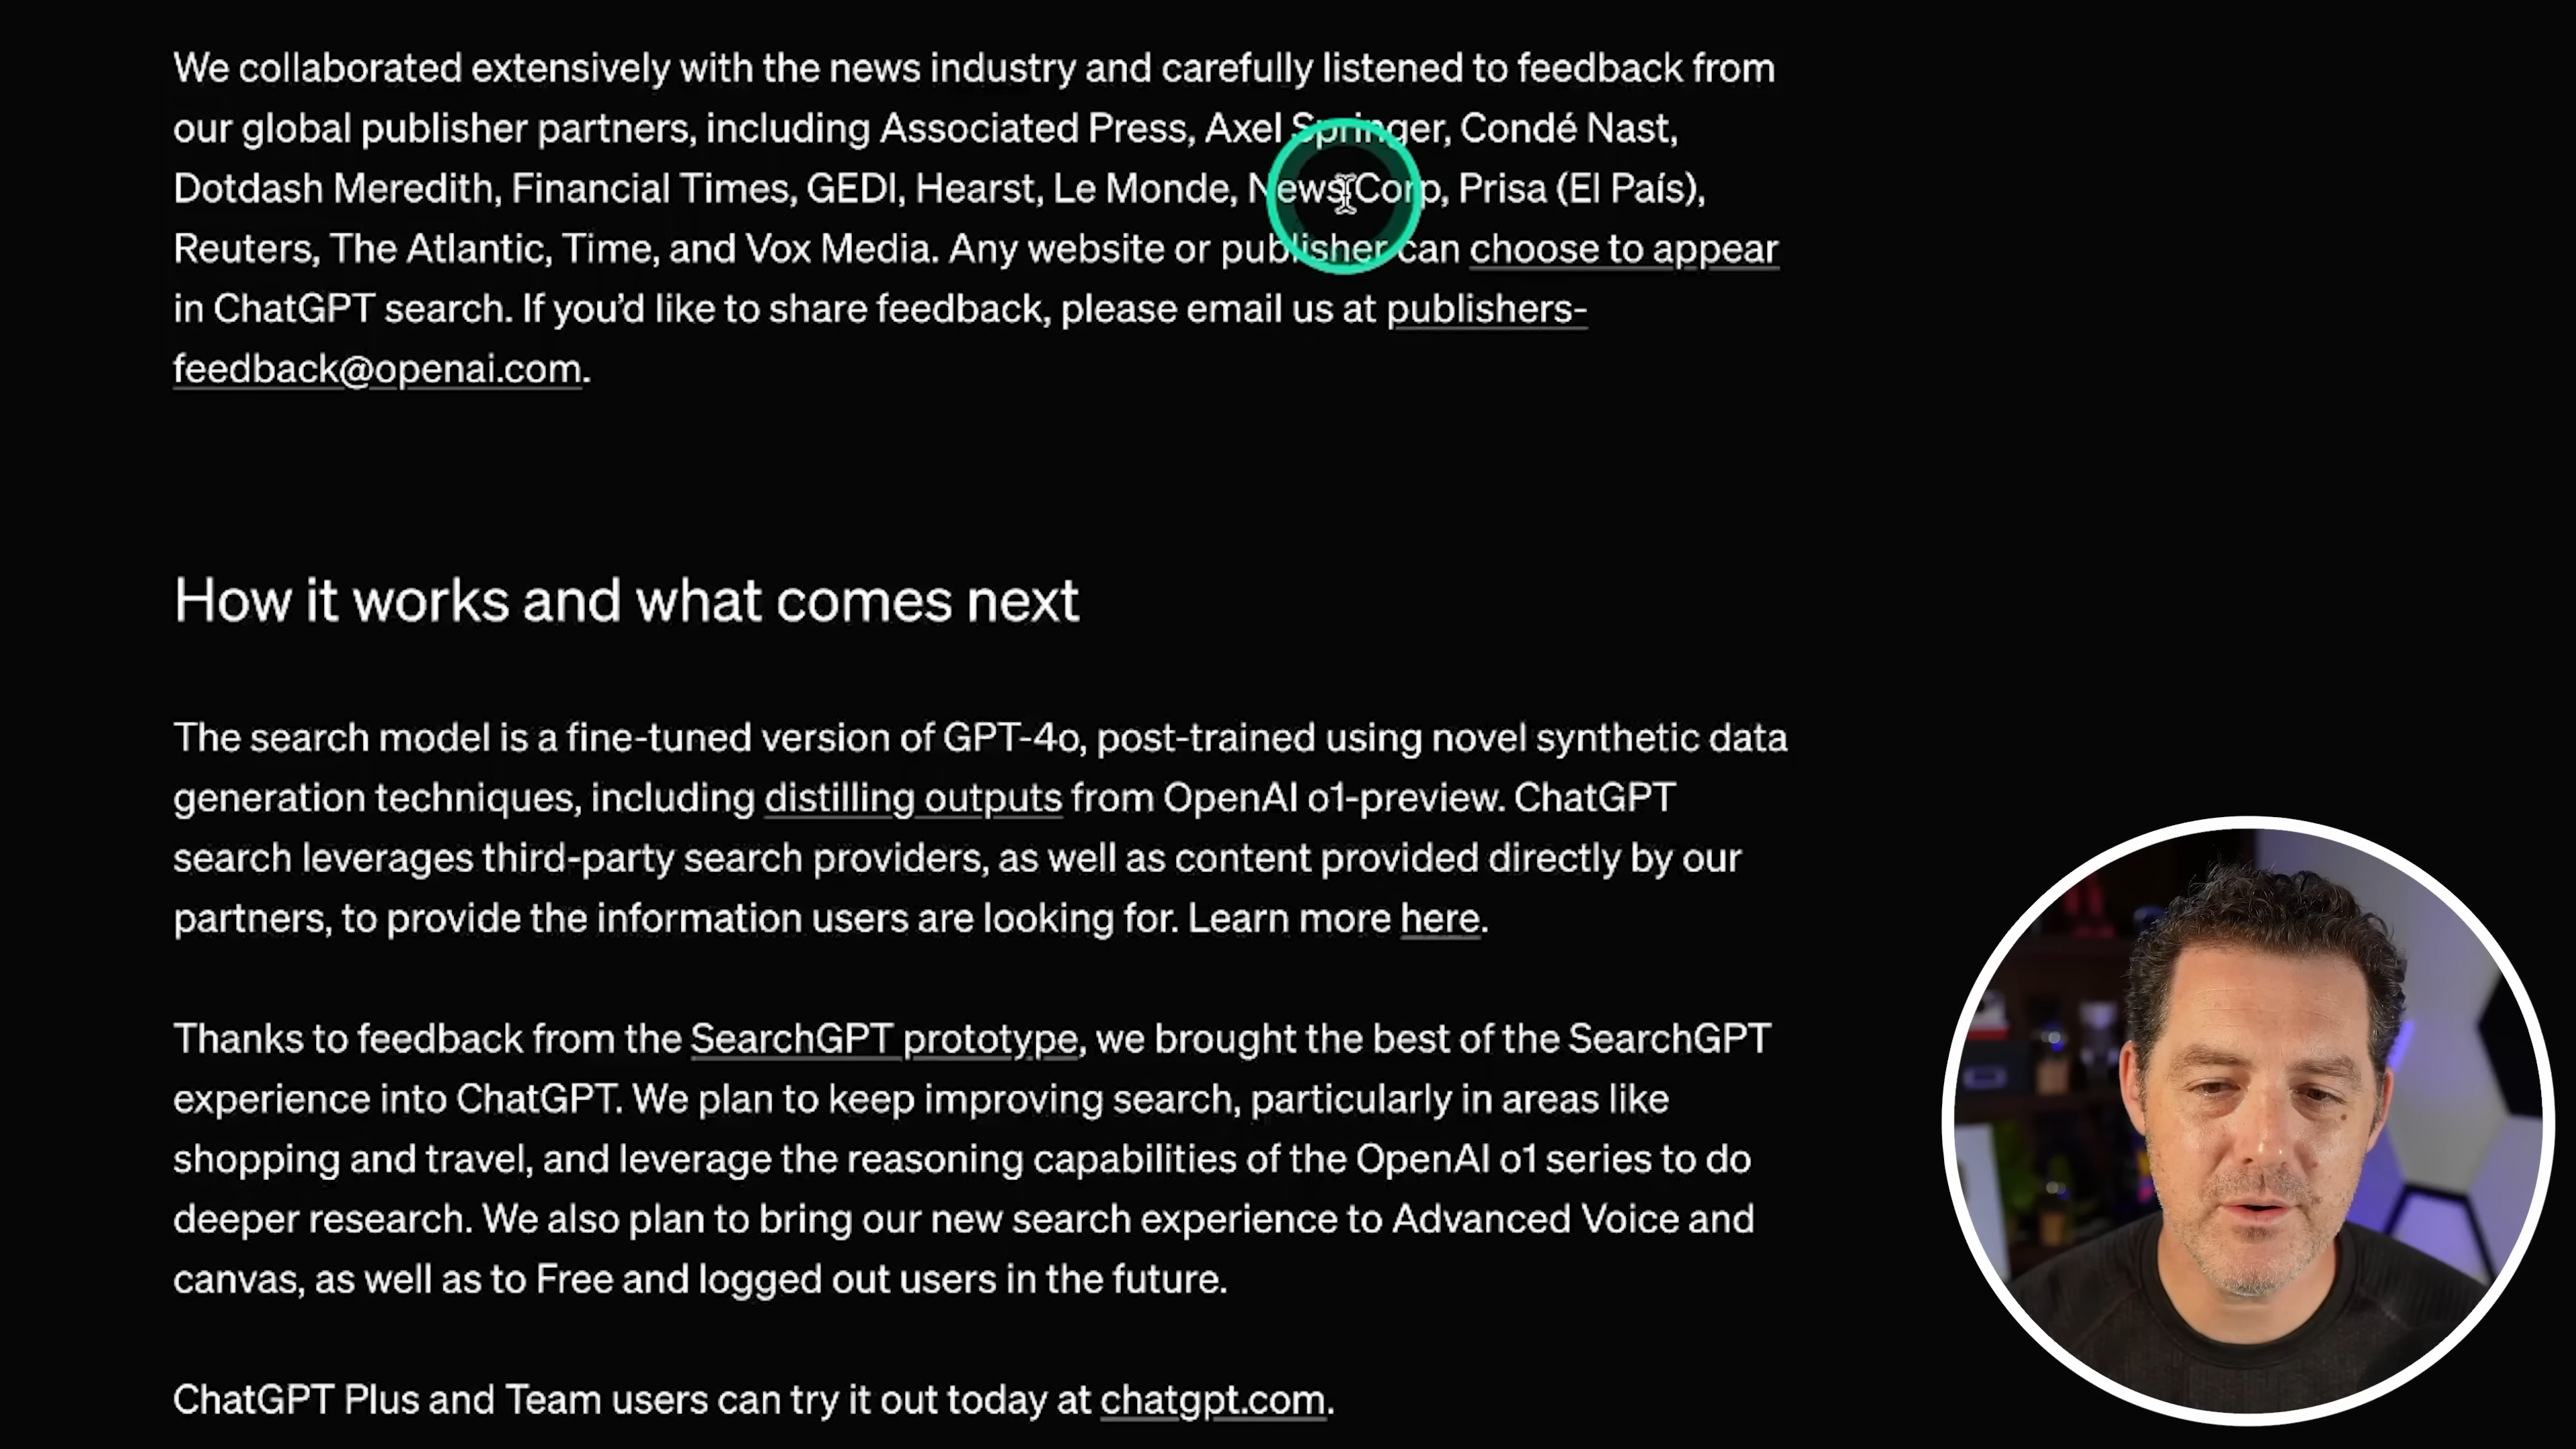 We collaborated extensively with the news industry and carefully listened to feedback from
our global publisher partners, including Associated Press, Axel Springer, Condé Nast,
Dotdash Meredith, Financial Times, GEDI, Hearst, Le Monde, News Corp, Prisa (El País),
Reuters, The Atlantic, Time, and Vox Media. Any website or publisher can choose to appear
in ChatGPT search. If you’d like to share feedback, please email us at publishers-
feedback@openai.com.
How it works and what comes next
The search model is a fine-tuned version of GPT-4o, post-trained using novel synthetic data
generation techniques, including distilling outputs from OpenAI o1-preview. ChatGPT
search leverages third-party search providers, as well as content provided directly by our
partners, to provide the information users are looking for. Learn more here.
Thanks to feedback from the SearchGPT prototype, we brought the best of the SearchGPT
experience into ChatGPT. We plan to keep improving search, particularly in areas like
shopping and travel, and leverage the reasoning capabilities of the OpenAI o1 series to do
deeper research. We also plan to bring our new search experience to Advanced Voice and
canvas, as well as to Free and logged out users in the future.
ChatGPT Plus and Team users can try it out today at chatgpt.com.